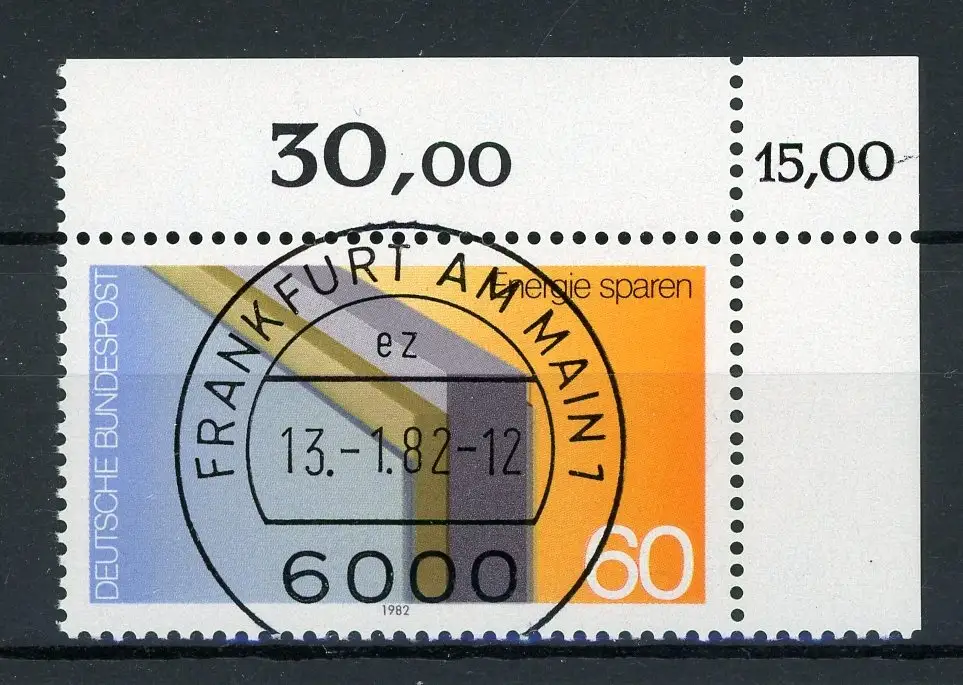 30,00
15,00
DEUTSCHE BUNDESPOST
Energie sparen
FRANKFURT AM MAIN 1
ez
13.-1.82-12
6000
60
1982